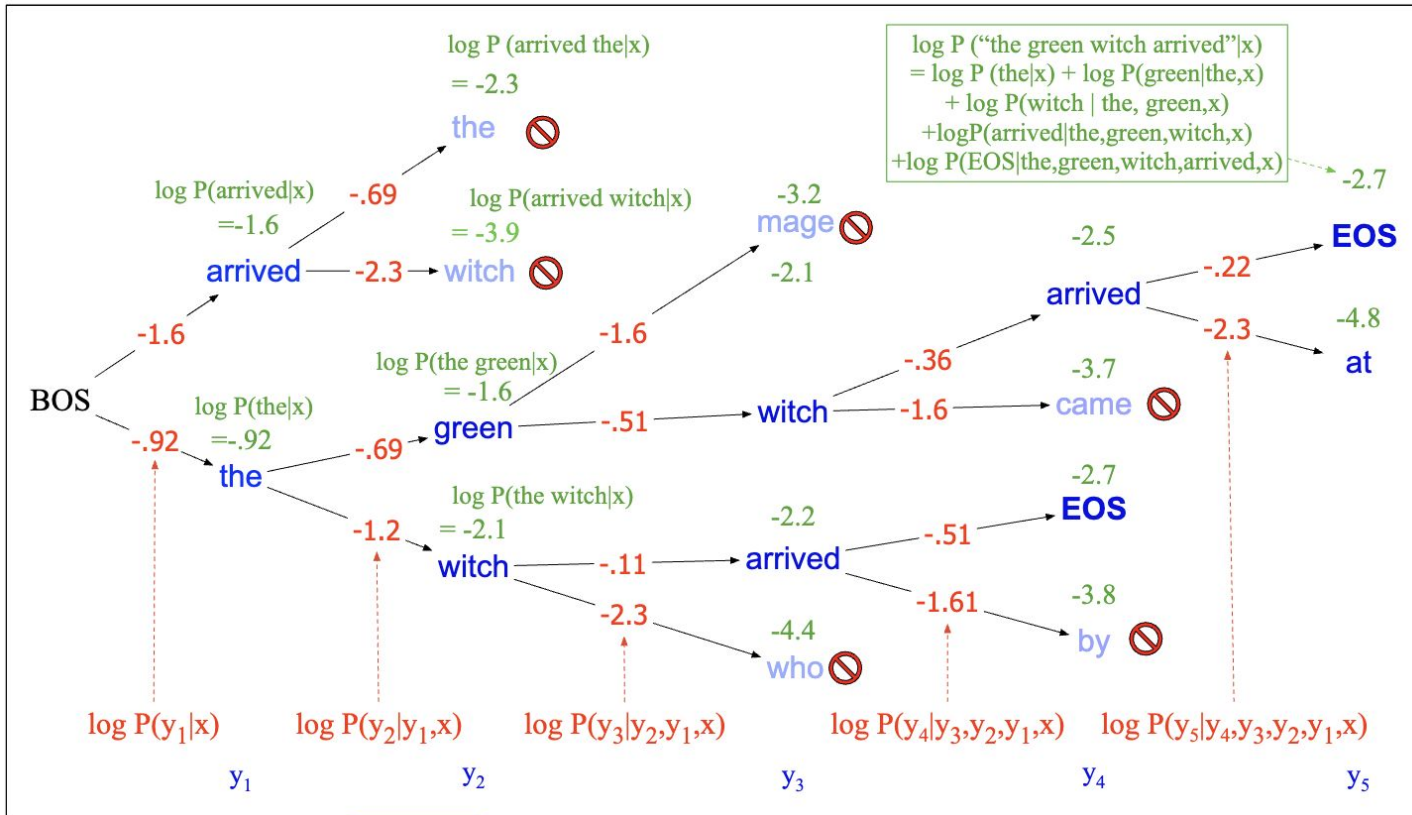 log P (arrived the|x)
= -2.3
the
log P (“the green witch arrived”|x)
= log P (the|x) + log P(green|the,x)
+ log P(witch | the, green,x)
+logP(arrived|the,green,witch,x)
+log P(EOS|the,green,witch,arrived,x)
-2.7
log P(arrived|x)
=-1.6
-.69
log P(arrived witch|x)
= -3.9
-3.2
mage
-2.5
EOS
arrived
-2.3
witch
-2.1
-.22
arrived
-1.6
-1.6
-2.3
-4.8
at
log P(the green|x)
= -1.6
-.36
-3.7
BOS
log P(the|x)
=-.92
green
-.51
witch
-1.6
came
-.92
the
-.69
log P(the witch|x)
= -2.1
-2.7
EOS
-1.2
witch
-2.2
-.51
-.11
arrived
-2.3
-1.61
-3.8
by
-4.4
who
log P(y1|x)
log P(y2|y1,x)
log P(y3|y2,y1,x)
log P(y4|y3,y2,y1,x)
log P(y5|y4,y3,y2,y1,x)
y1
y2
y3
y4
y5